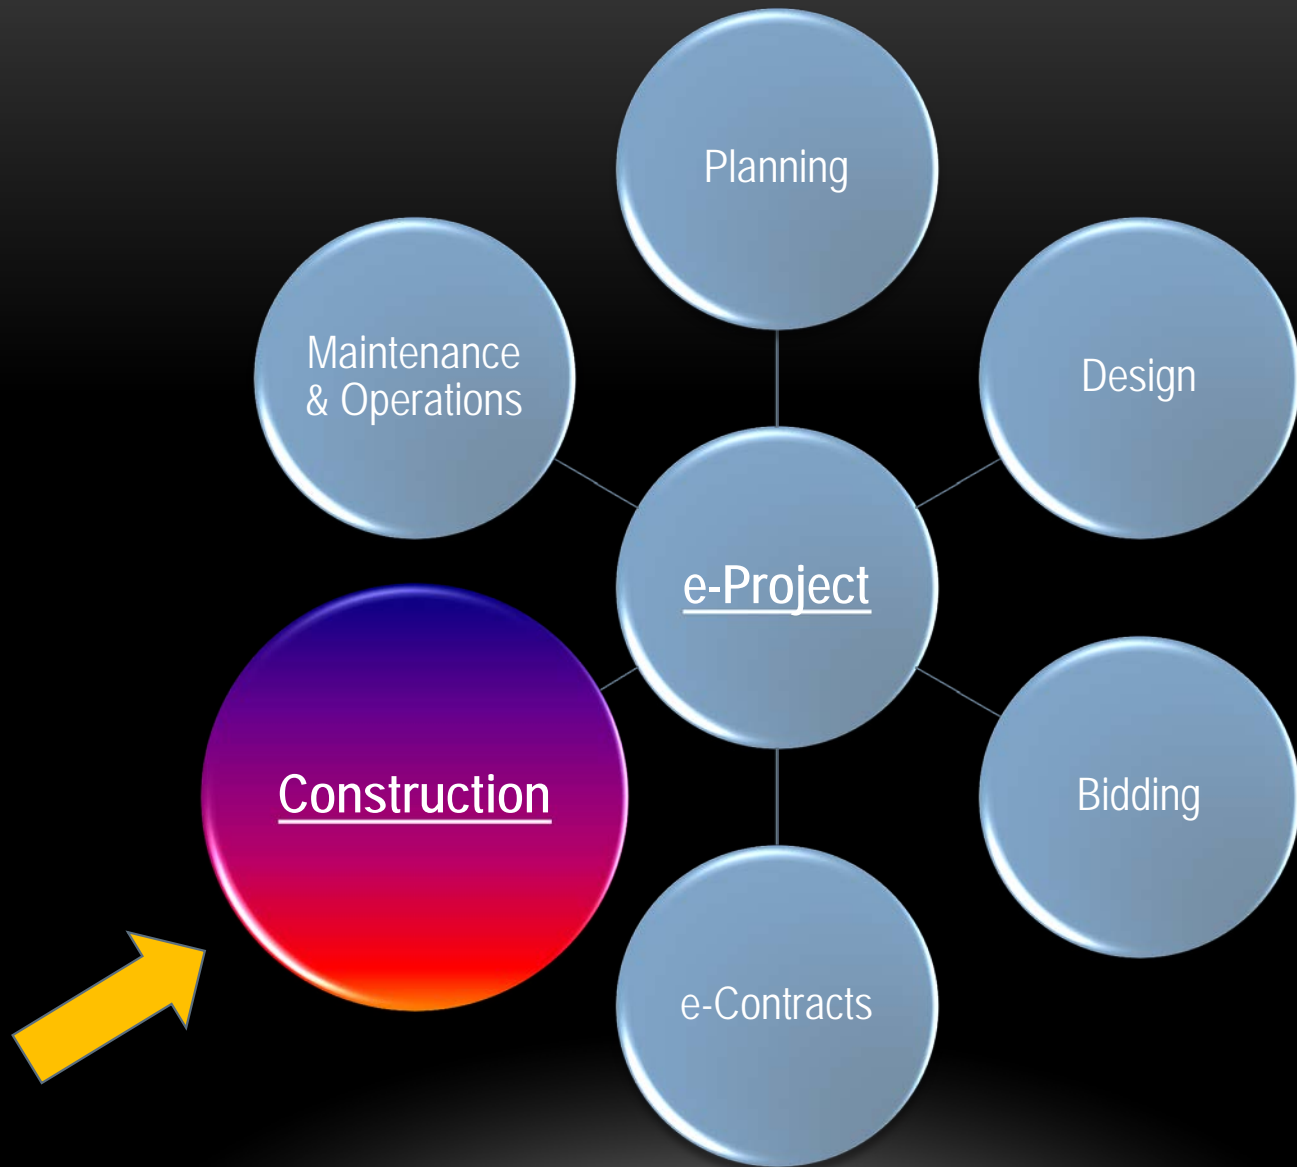 Planning
Maintenance
& Operations
Design
e-Project
Construction
Bidding
e-Contracts